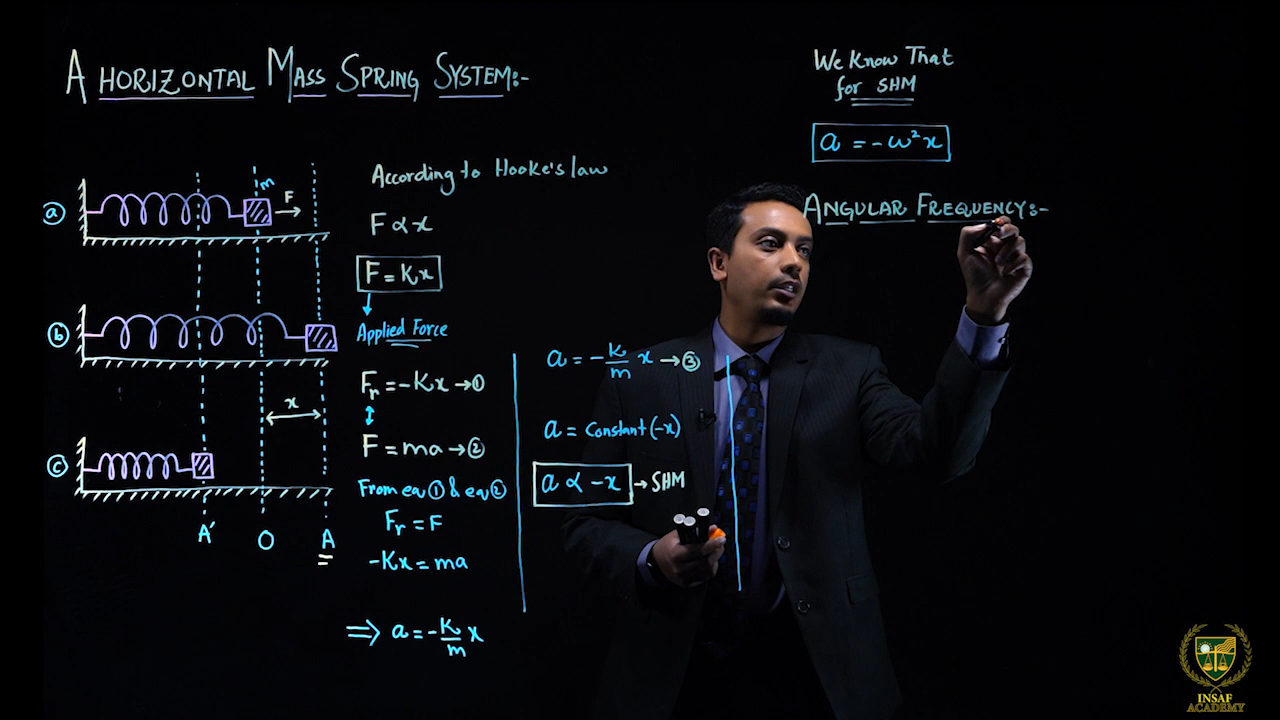 A HORIZONTAL MASS SPRING SYSTEM:-
a
m
F
b
x
c
A'
O
A
According to Hooke's law
F ∝ x
F = Kx
Applied Force
Fr = -Kx → 1
F = ma → 2
From eq 1 & eq 2
Fr = F
-Kx = ma
⇒ a = -K/m x
a = -K/m x → 3
a = Constant (-x)
a ∝ -x → SHM
We Know That
for SHM
a = -ω²x
ANGULAR FREQUENCY:-
INSAF
ACADEMY